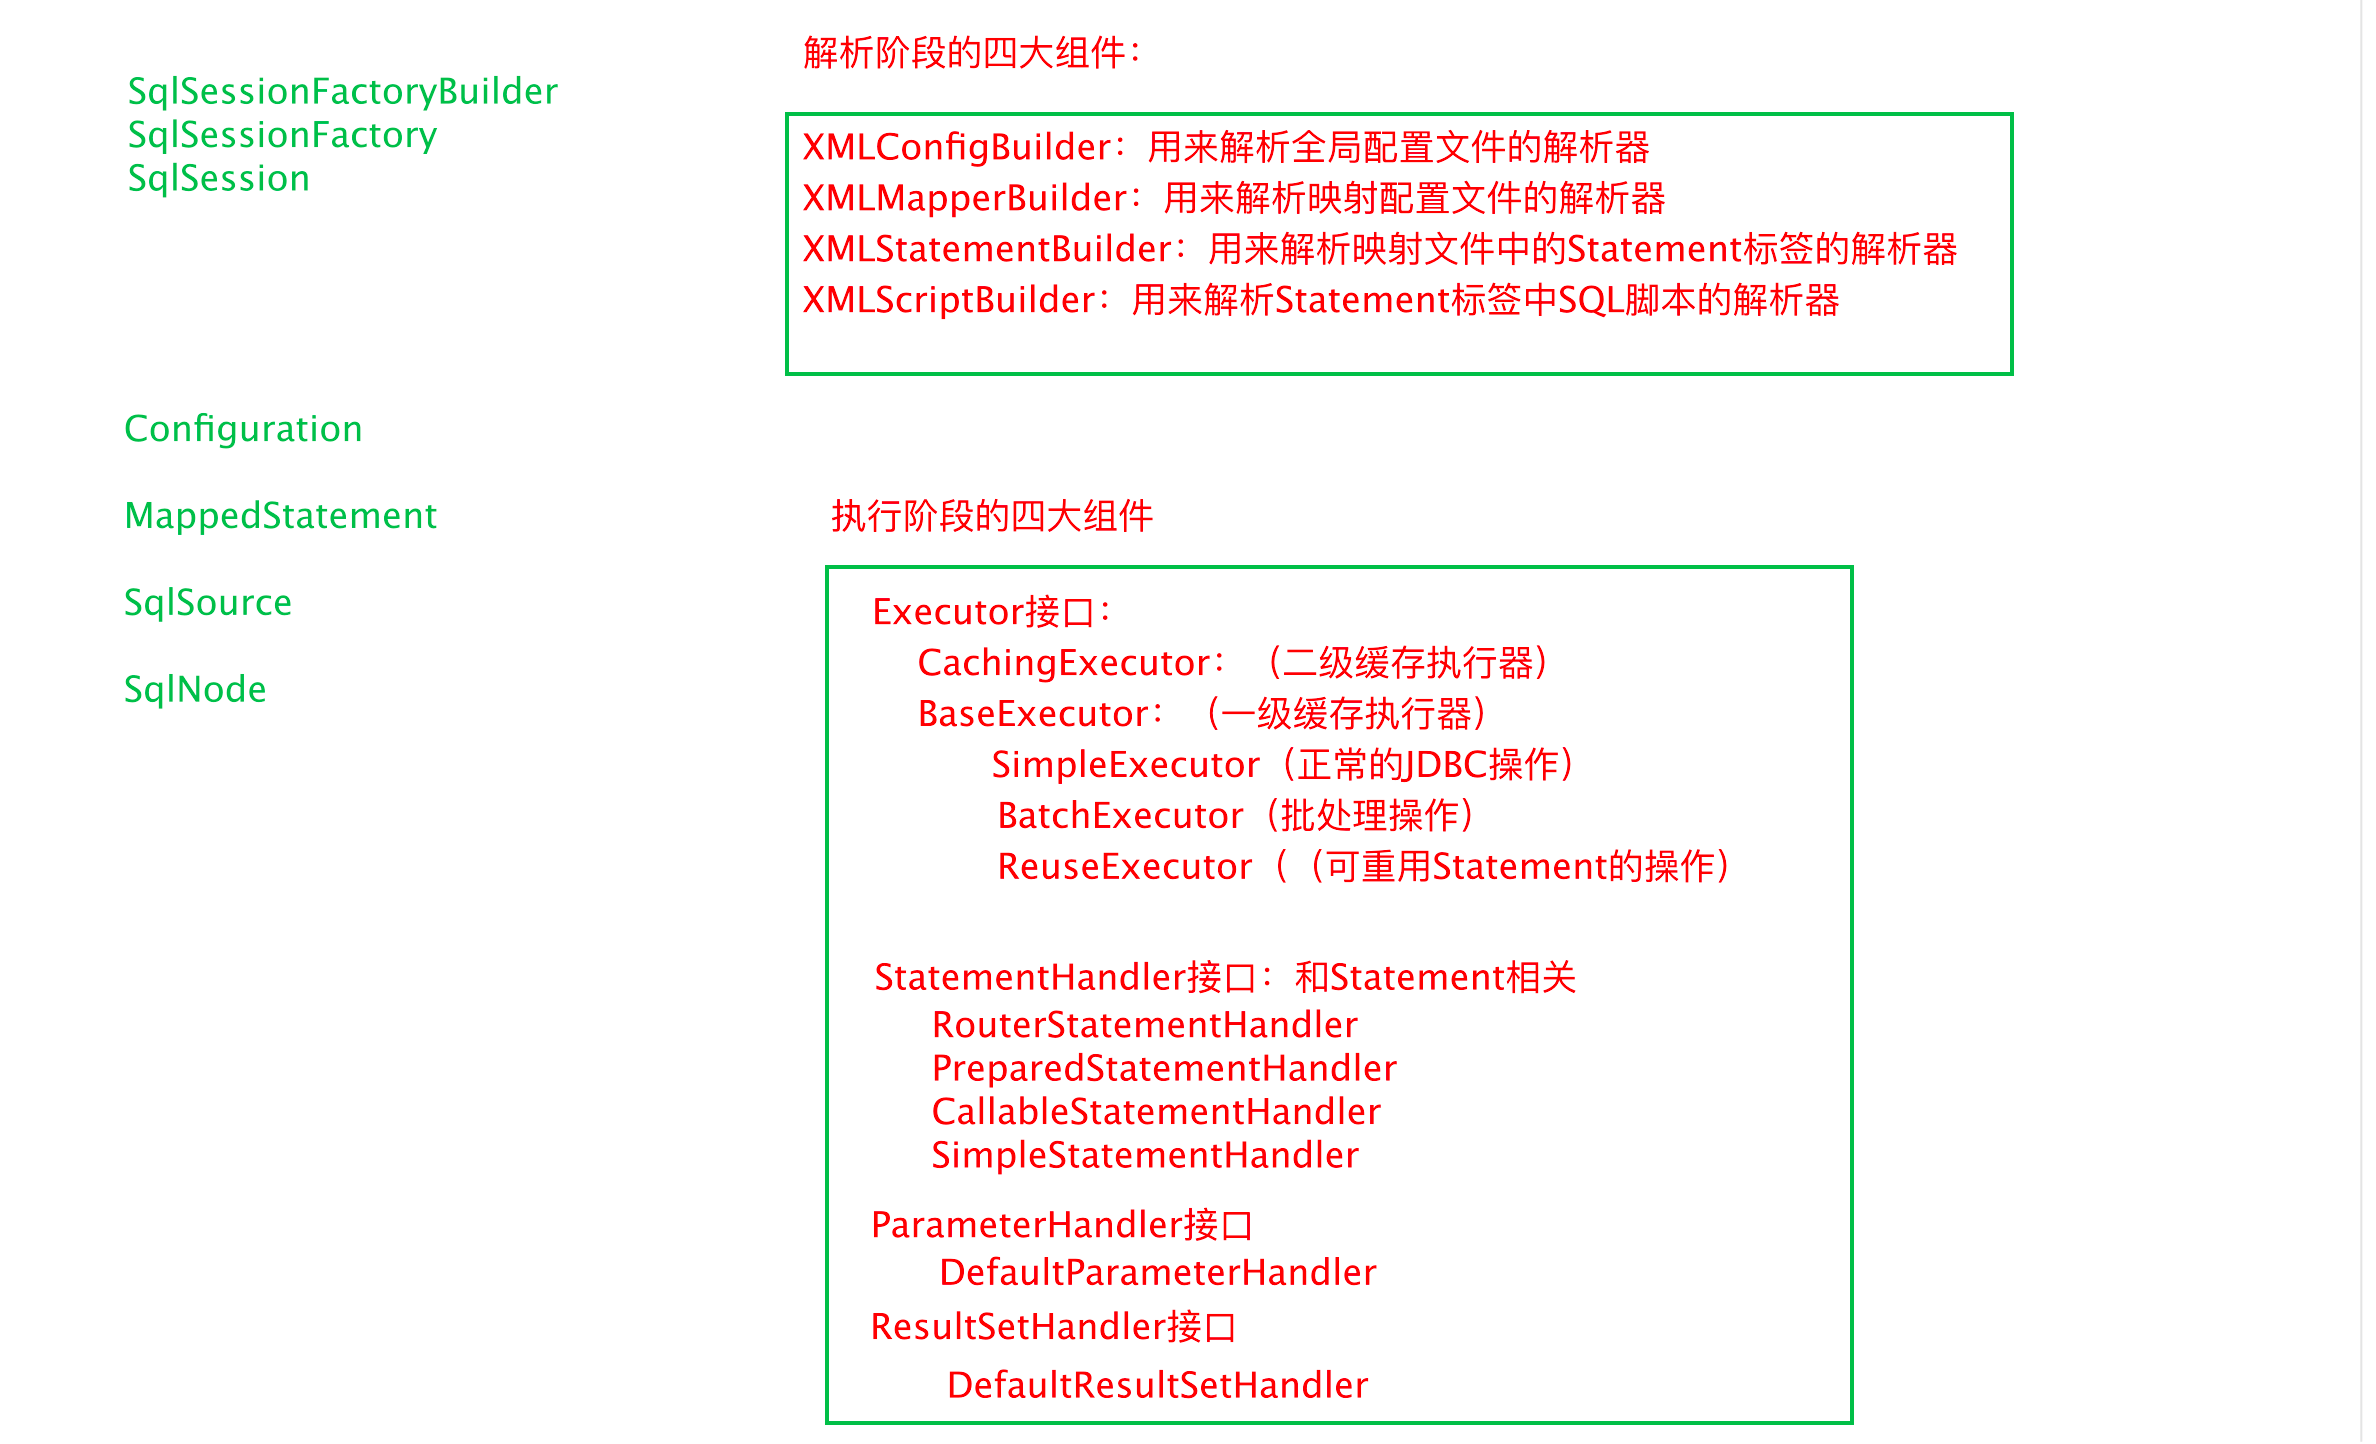 SqlSessionFactoryBuilder
SqlSessionFactory
SqlSession
Configuration
MappedStatement
SqlSource
SqlNode
解析阶段的四大组件：
XMLConfigBuilder：用来解析全局配置文件的解析器
XMLMapperBuilder：用来解析映射配置文件的解析器
XMLStatementBuilder：用来解析映射文件中的Statement标签的解析器
XMLScriptBuilder：用来解析Statement标签中SQL脚本的解析器
执行阶段的四大组件
Executor接口：
CachingExecutor：（二级缓存执行器）
BaseExecutor：（一级缓存执行器）
SimpleExecutor（正常的JDBC操作）
BatchExecutor（批处理操作）
ReuseExecutor（（可重用Statement的操作）
StatementHandler接口：和Statement相关
RouterStatementHandler
PreparedStatementHandler
CallableStatementHandler
SimpleStatementHandler
ParameterHandler接口
DefaultParameterHandler
ResultSetHandler接口
DefaultResultSetHandler